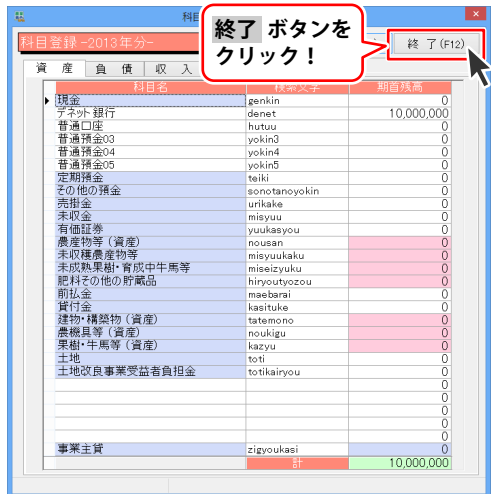 科目
終了 ボタンを
クリック！
科目登録 -2013年分-
終 了(F12)
資 産 負 債 収 入
科目名 検索文字 期首残高
現金 genkin 0
デネット銀行 denet 10,000,000
普通口座 hutuu 0
普通預金03 yokin3 0
普通預金04 yokin4 0
普通預金05 yokin5 0
定期預金 teiki 0
その他の預金 sonotanoyokin 0
売掛金 urikake 0
未収金 misyuu 0
有価証券 yuukasyou 0
農産物等（資産） nousan 0
未収穫農産物等 misyuukaku 0
未成熟果樹・育成中牛馬等 miseizyuku 0
肥料その他の貯蔵品 hiryoutyozou 0
前払金 maebarai 0
貸付金 kasituke 0
建物・構築物（資産） tatemono 0
農機具等（資産） noukigu 0
果樹・牛馬等（資産） kazyu 0
土地 toti 0
土地改良事業受益者負担金 totikairyou 0
0
0
0
0
0
事業主貸 zigyoukasi 0
計 10,000,000